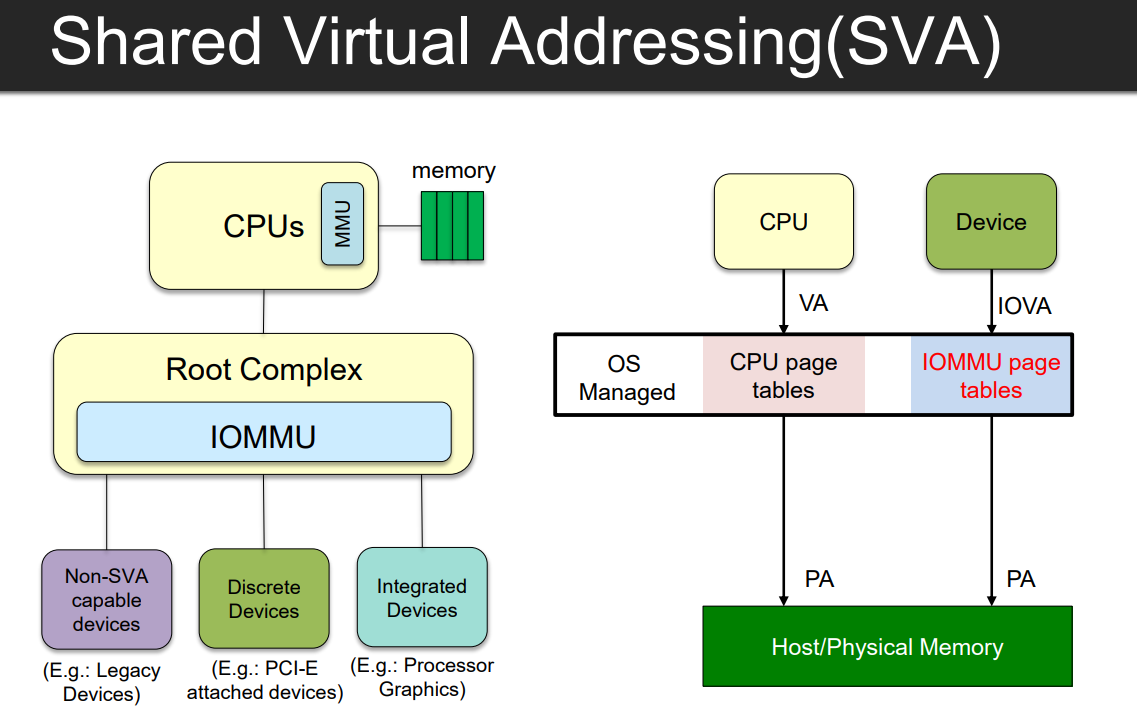 Shared Virtual Addressing(SVA)
memory
CPUs
MMU
Root Complex
IOMMU
Non-SVA
capable
devices
(E.g.: Legacy
Devices)
Discrete
Devices
(E.g.: PCI-E
attached devices)
Integrated
Devices
(E.g.: Processor
Graphics)
CPU
Device
VA
IOVA
OS
Managed
CPU page
tables
IOMMU page
tables
PA
PA
Host/Physical Memory